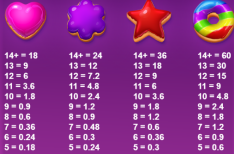 14+ = 18 14+ = 24 14+ = 36 14+ = 60
13 = 9 13 = 12 13 = 18 13 = 30
12 = 6 12 = 7.2 12 = 9 12 = 15
11 = 3 11 = 4.8 11 = 6 11 = 9
10 = 1.8 10 = 2.4 10 = 3.6 10 = 4.8
9 = 0.9 9 = 1.2 9 = 1.8 9 = 2.4
8 = 0.6 8 = 0.9 8 = 1.2 8 = 1.8
7 = 0.36 7 = 0.48 7 = 0.6 7 = 1.2
6 = 0.24 6 = 0.3 6 = 0.36 6 = 0.9
5 = 0.18 5 = 0.24 5 = 0.3 5 = 0.6